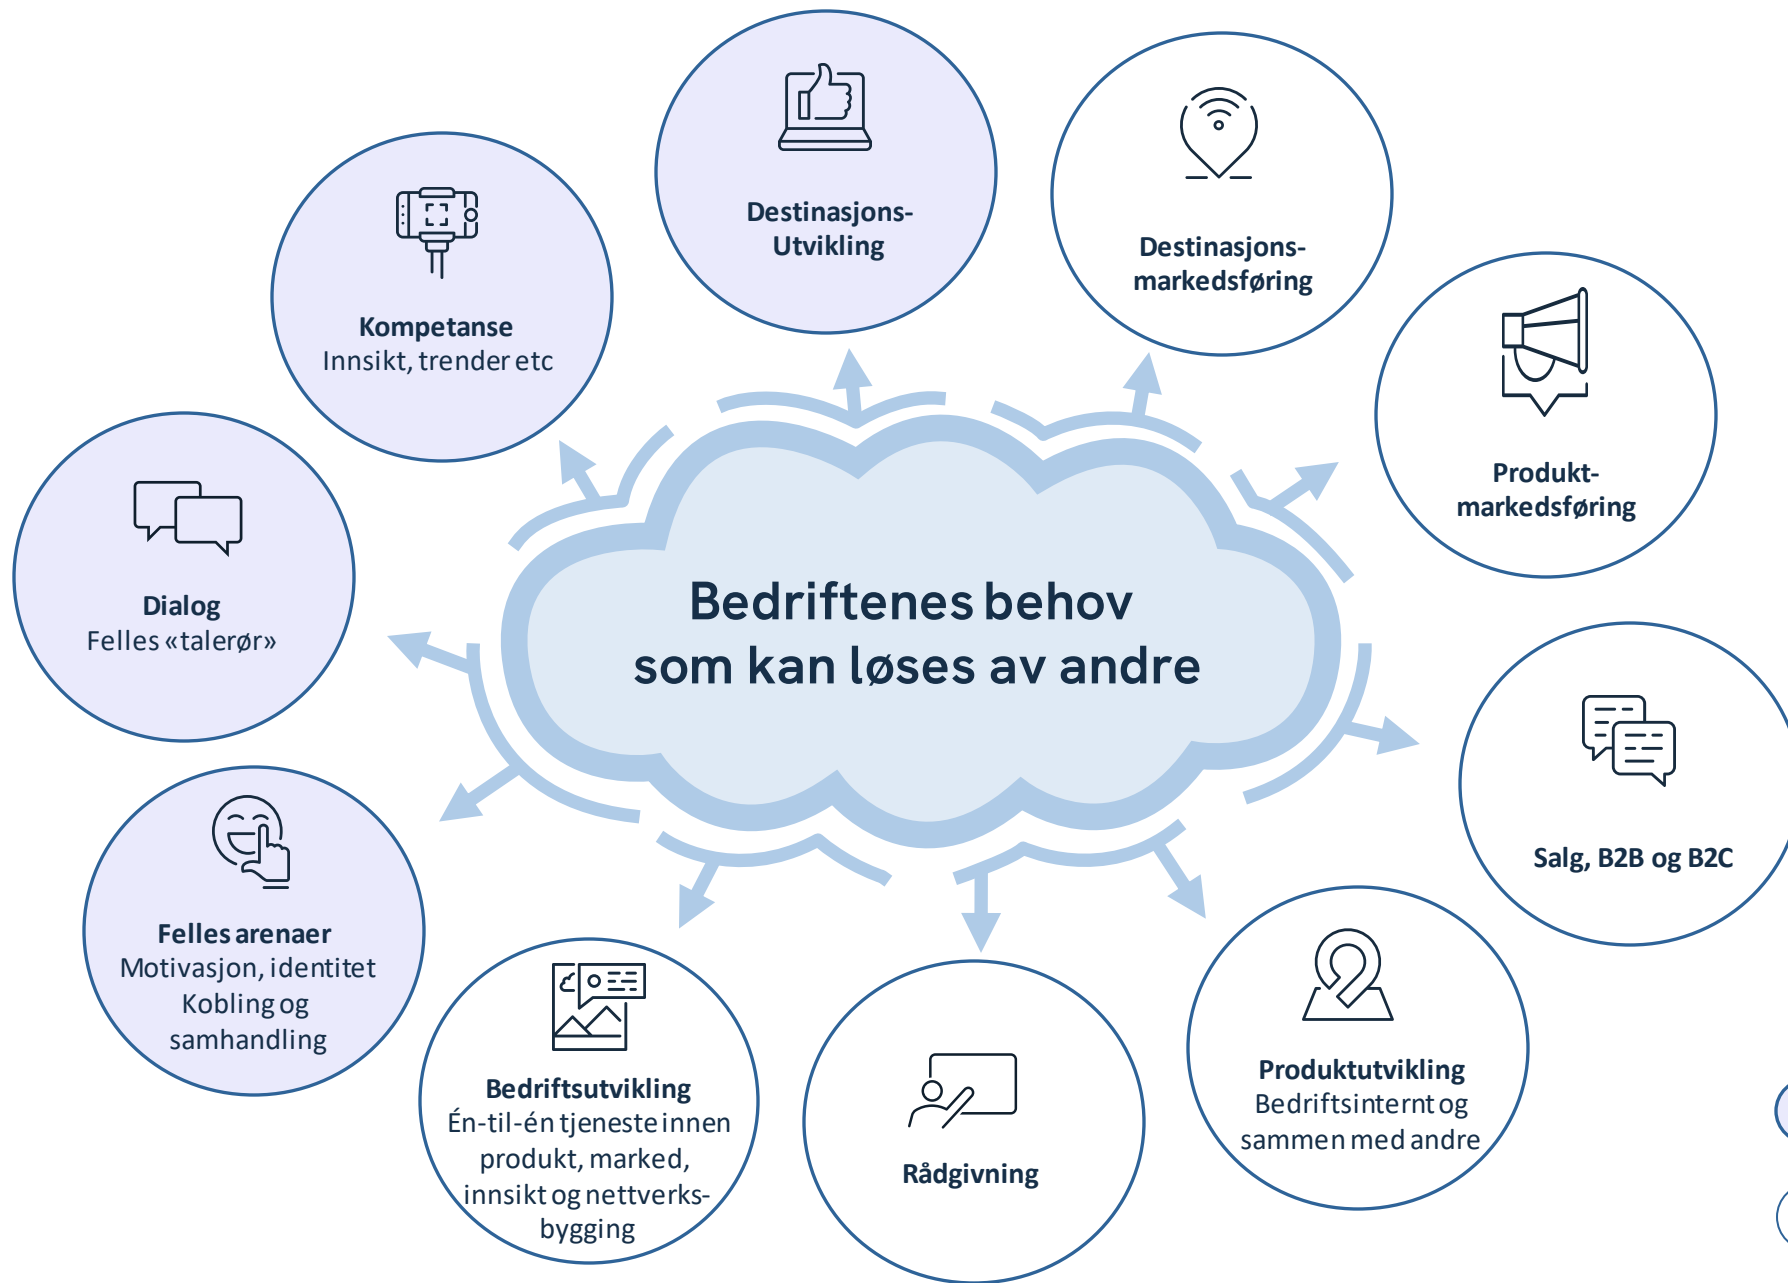 Destinasjons-
Utvikling
Destinasjons-
markedsføring
Kompetanse
Innsikt, trender etc
Produkt-
markedsføring
Dialog
Felles «talerør»
Bedriftenes behov
som kan løses av andre
Salg, B2B og B2C
Felles arenaer
Motivasjon, identitet
Kobling og
samhandling
Bedriftsutvikling
Én-til-én tjeneste innen
produkt, marked,
innsikt og nettverks-
bygging
Rådgivning
Produktutvikling
Bedriftsinternt og
sammen med andre